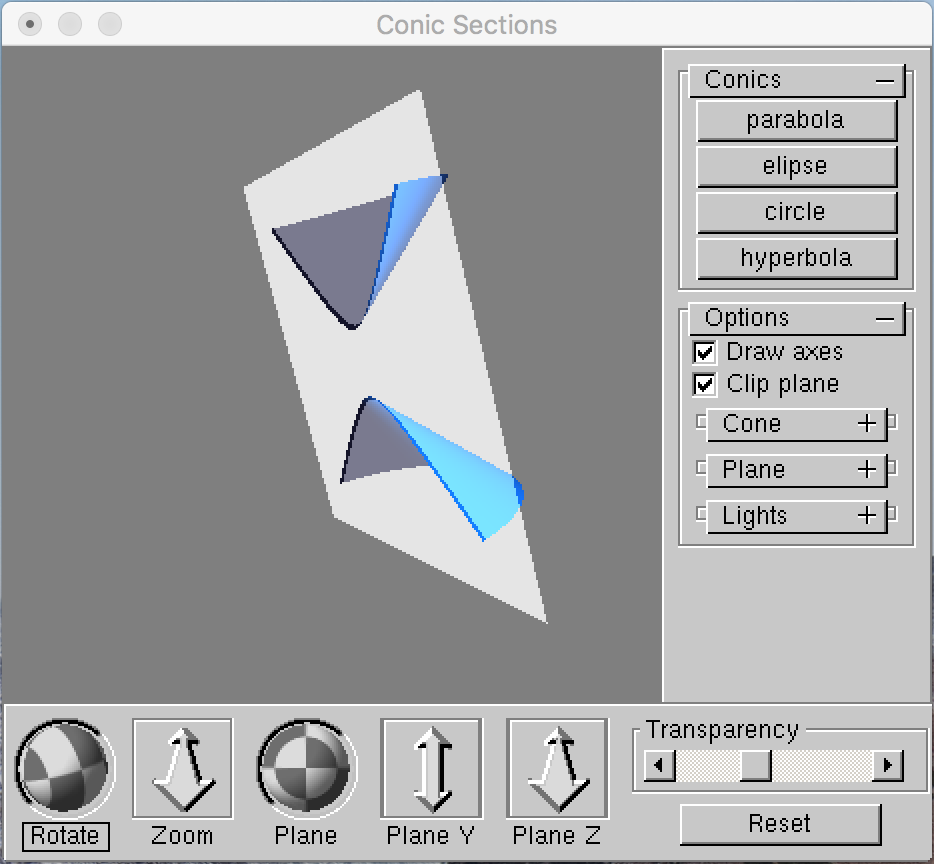 Conic Sections
Conics
parabola
elipse
circle
hyperbola
Options
Draw axes
Clip plane
Cone
Plane
Lights
Rotate
Zoom
Plane
Plane Y
Plane Z
Transparency
Reset